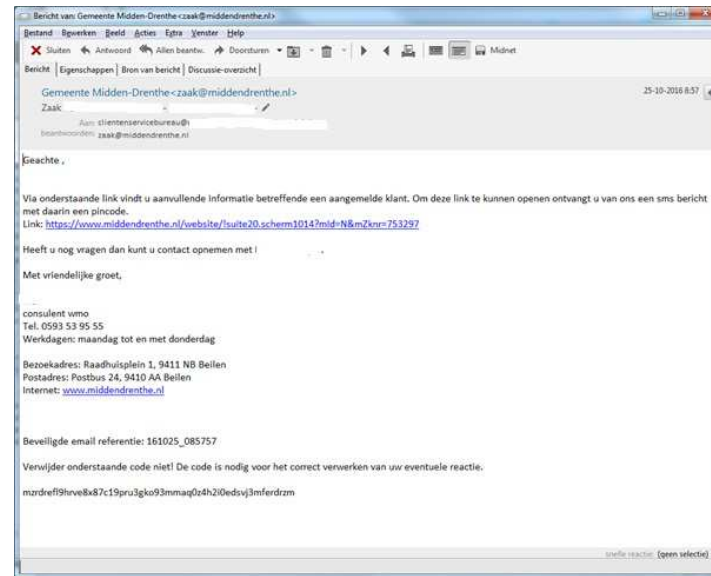 Bericht van: Gemeente Midden-Drenthe<zaak@middendrenthe.nl>
Bestand Bewerken Beeld Acties Extra Venster Help
Sluiten Antwoord Allen beantw. Doorsturen Midnet
Bericht Eigenschappen Bron van bericht Discussie-overzicht
Gemeente Midden-Drenthe<zaak@middendrenthe.nl> 25-10-2016 8:57
Zaak - -
Aan: clientenservicebureau@
beantwoorden: zaak@middendrenthe.nl
Geachte ,
Via onderstaande link vindt u aanvullende informatie betreffende een aangemelde klant. Om deze link te kunnen openen ontvangt u van ons een sms bericht
met daarin een pincode.
Link: https://www.middendrenthe.nl/website/!suite20.scherm1014?mId=N&mZknr=753297
Heeft u nog vragen dan kunt u contact opnemen met
Met vriendelijke groet,
consulent wmo
Tel. 0593 53 95 55
Werkdagen: maandag tot en met donderdag
Bezoekadres: Raadhuisplein 1, 9411 NB Beilen
Postadres: Postbus 24, 9410 AA Beilen
Internet: www.middendrenthe.nl
Beveiligde email referentie: 161025_085757
Verwijder onderstaande code niet! De code is nodig voor het correct verwerken van uw eventuele reactie.
mzrdrefl9hrve8x87c19pru3gko93mmaq0z4h2i0edsvj3mferdrzm
snelle reactie: (geen selectie)